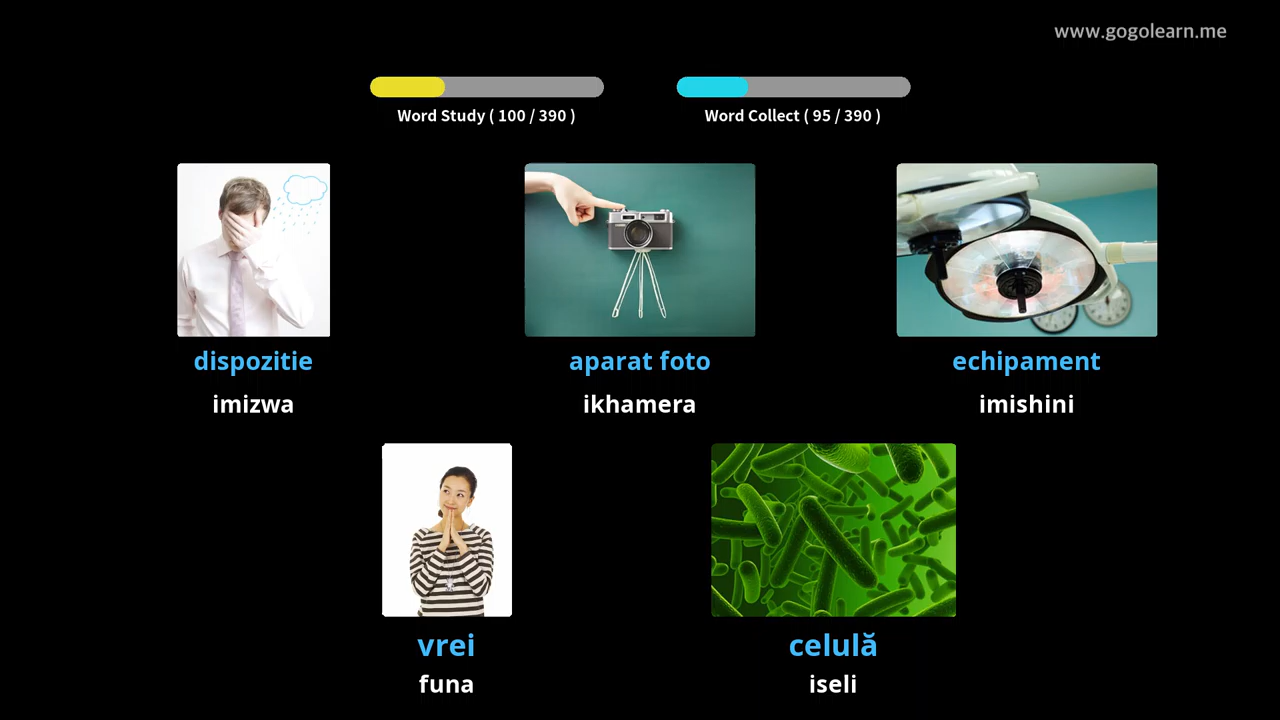 www.gogolearn.me
Word Study ( 100 / 390 )
Word Collect ( 95 / 390 )
dispozitie
imizwa
aparat foto
ikhamera
echipament
imishini
vrei
funa
celulă
iseli